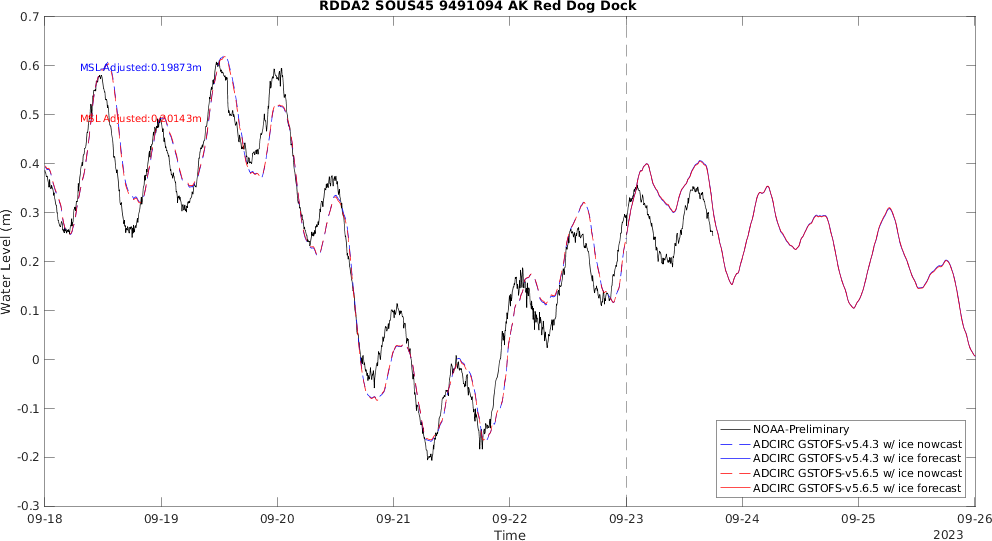 RDDA2 SOUS45 9491094 AK Red Dog Dock
0.7
0.6
0.5
0.4
0.3
0.2
0.1
0
-0.1
-0.2
-0.3
Water Level (m)
MSL Adjusted:0.19873m
MSL Adjusted:0.20143m
NOAA-Preliminary
ADCIRC GSTOFS-v5.4.3 w/ ice nowcast
ADCIRC GSTOFS-v5.4.3 w/ ice forecast
ADCIRC GSTOFS-v5.6.5 w/ ice nowcast
ADCIRC GSTOFS-v5.6.5 w/ ice forecast
09-18 09-19 09-20 09-21 09-22 09-23 09-24 09-25 09-26
Time
2023